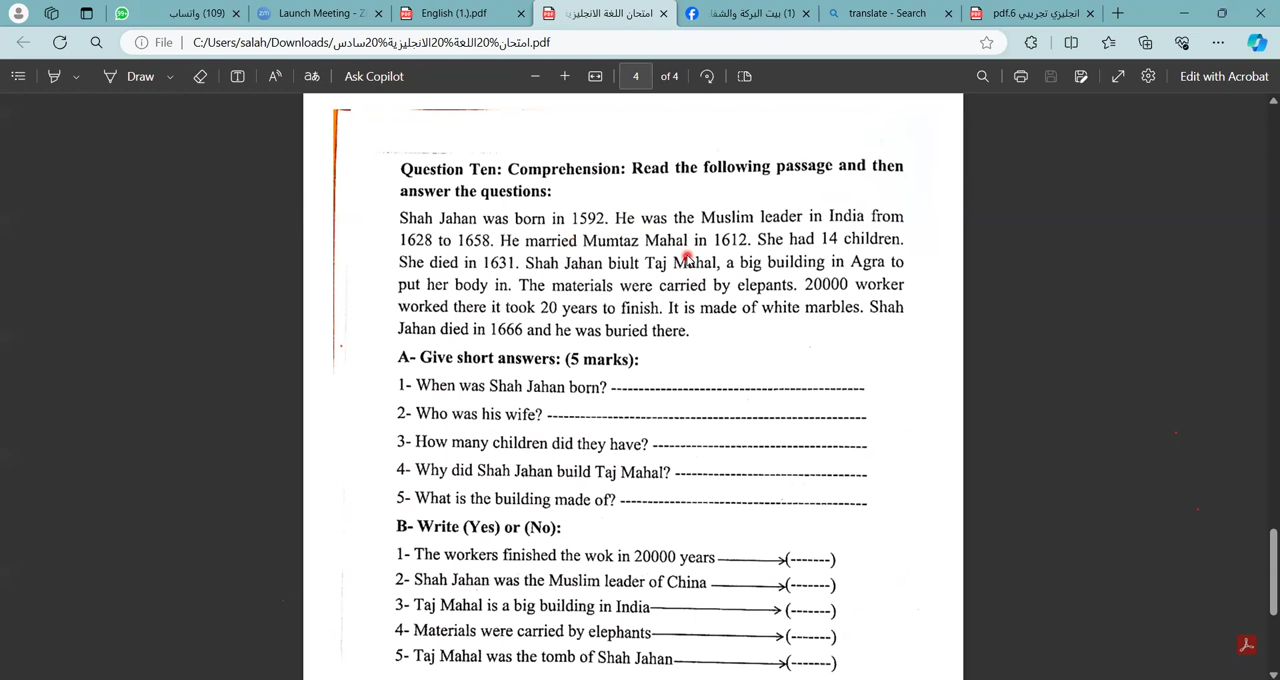 (109) واتساب
Launch Meeting - Z
English (1.).pdf
امتحان اللغة الانجليزية
(1) بيت البركة والشفا
translate - Search
انجليزي تجريبي 6.pdf
File
C:/Users/salah/Downloads/امتحان%20اللغة%20الانجليزية%20سادس.pdf
Draw
aあ
Ask Copilot
4
of 4
Edit with Acrobat
Question Ten: Comprehension: Read the following passage and then
answer the questions:
Shah Jahan was born in 1592. He was the Muslim leader in India from
1628 to 1658. He married Mumtaz Mahal in 1612. She had 14 children.
She died in 1631. Shah Jahan biult Taj Mahal, a big building in Agra to
put her body in. The materials were carried by elepants. 20000 worker
worked there it took 20 years to finish. It is made of white marbles. Shah
Jahan died in 1666 and he was buried there.
A- Give short answers: (5 marks):
1- When was Shah Jahan born? ----------------------------------------------
2- Who was his wife? ----------------------------------------------------------
3- How many children did they have? ---------------------------------------
4- Why did Shah Jahan build Taj Mahal? -----------------------------------
5- What is the building made of? ---------------------------------------------
B- Write (Yes) or (No):
1- The workers finished the wok in 20000 years ———→(-------)
2- Shah Jahan was the Muslim leader of China ———→(-------)
3- Taj Mahal is a big building in India———→ (-------)
4- Materials were carried by elephants———→(-------)
5- Taj Mahal was the tomb of Shah Jahan———→(-------)